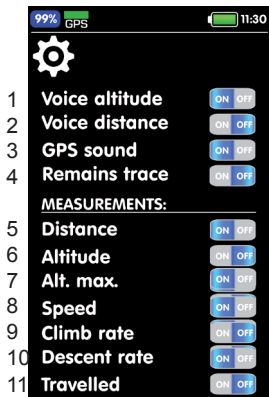 99% GPS 11:30
1 Voice altitude ON OFF
2 Voice distance ON OFF
3 GPS sound ON OFF
4 Remains trace ON OFF
MEASUREMENTS:
5 Distance ON OFF
6 Altitude ON OFF
7 Alt. max. ON OFF
8 Speed ON OFF
9 Climb rate ON OFF
10 Descent rate ON OFF
11 Travelled ON OFF